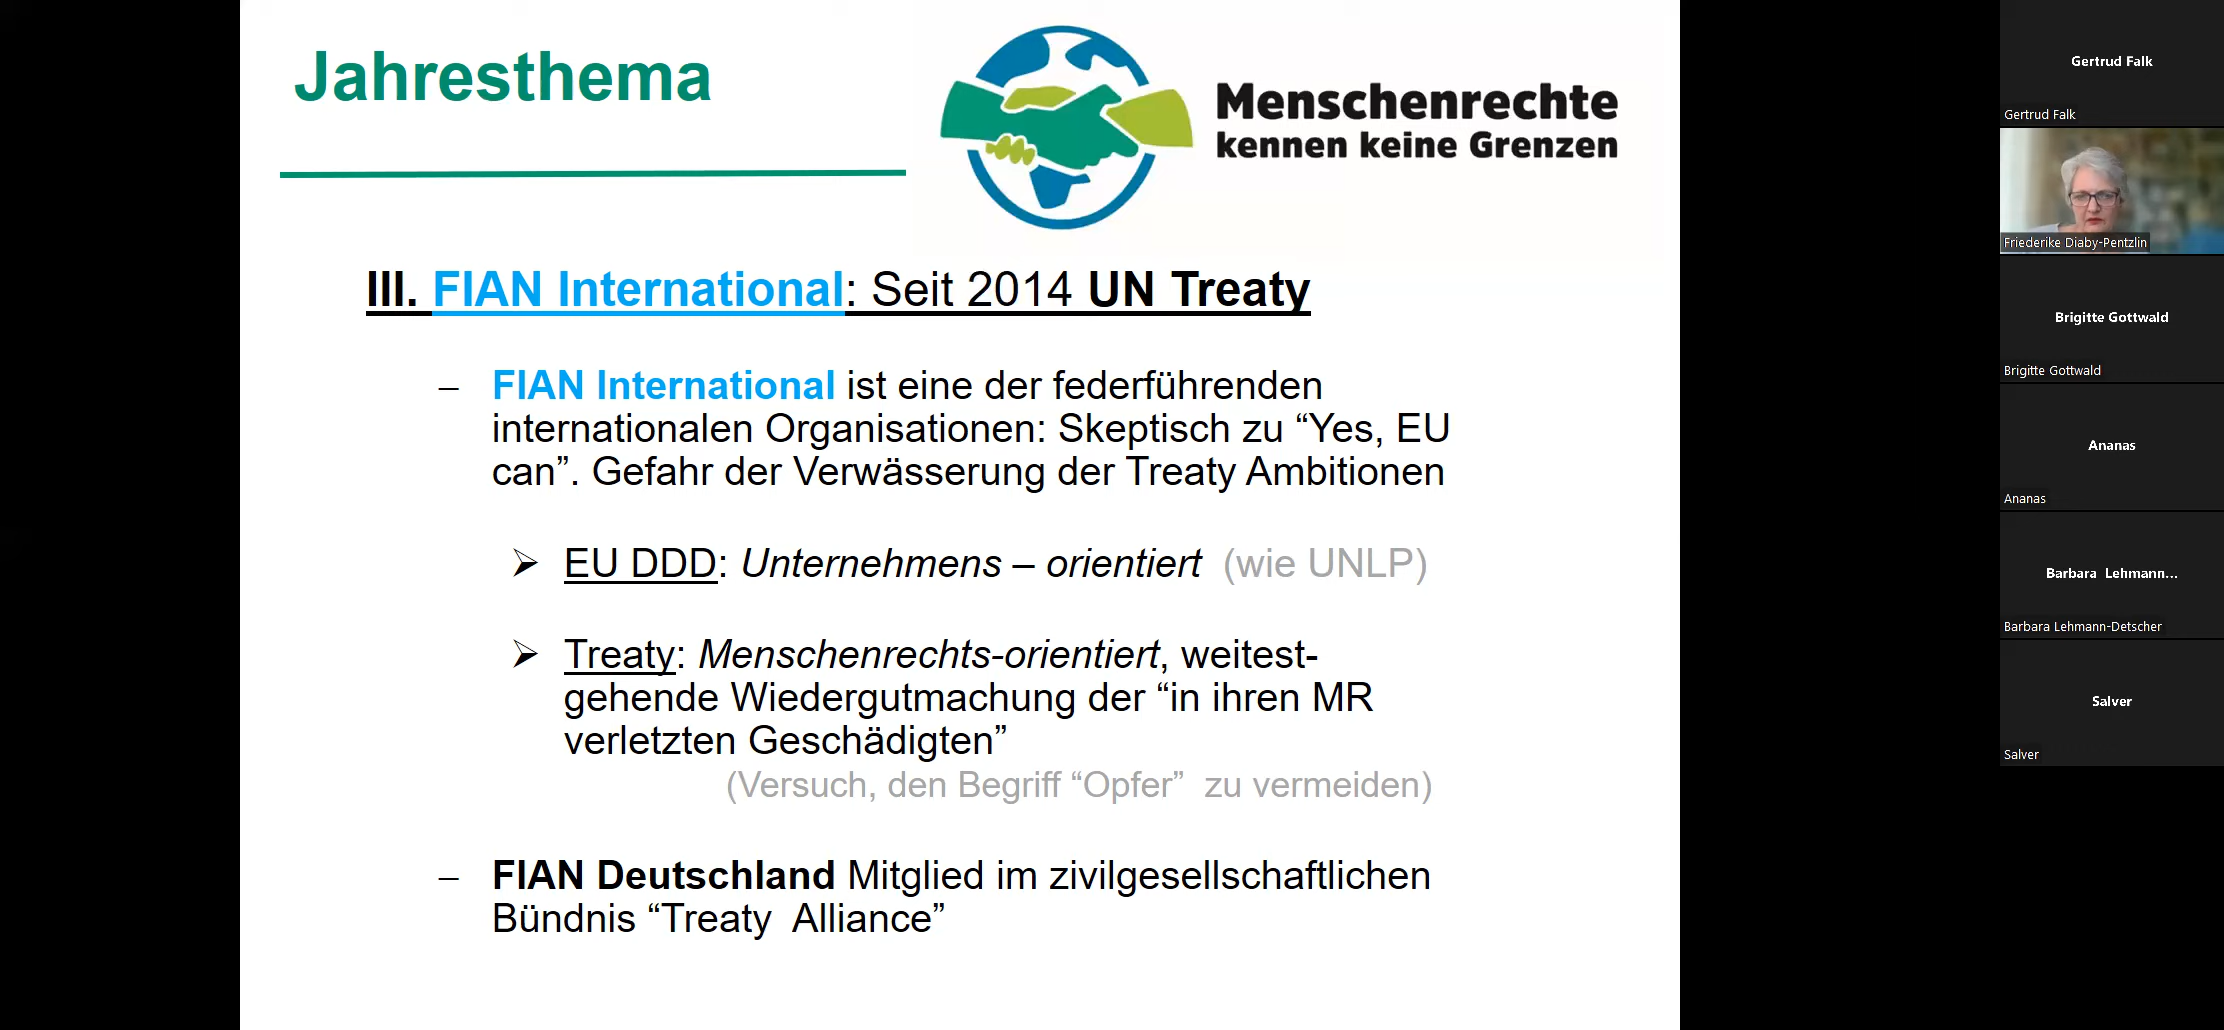 Jahresthema
Menschenrechte
kennen keine Grenzen
III. FIAN International: Seit 2014 UN Treaty
– FIAN International ist eine der federführenden
internationalen Organisationen: Skeptisch zu “Yes, EU
can”. Gefahr der Verwässerung der Treaty Ambitionen
➢ EU DDD: Unternehmens – orientiert (wie UNLP)
➢ Treaty: Menschenrechts-orientiert, weitest-
gehende Wiedergutmachung der “in ihren MR
verletzten Geschädigten”
(Versuch, den Begriff “Opfer” zu vermeiden)
– FIAN Deutschland Mitglied im zivilgesellschaftlichen
Bündnis “Treaty Alliance”
Gertrud Falk
Gertrud Falk
Friederike Diaby-Pentzlin
Brigitte Gottwald
Brigitte Gottwald
Ananas
Ananas
Barbara Lehmann...
Barbara Lehmann-Detscher
Salver
Salver